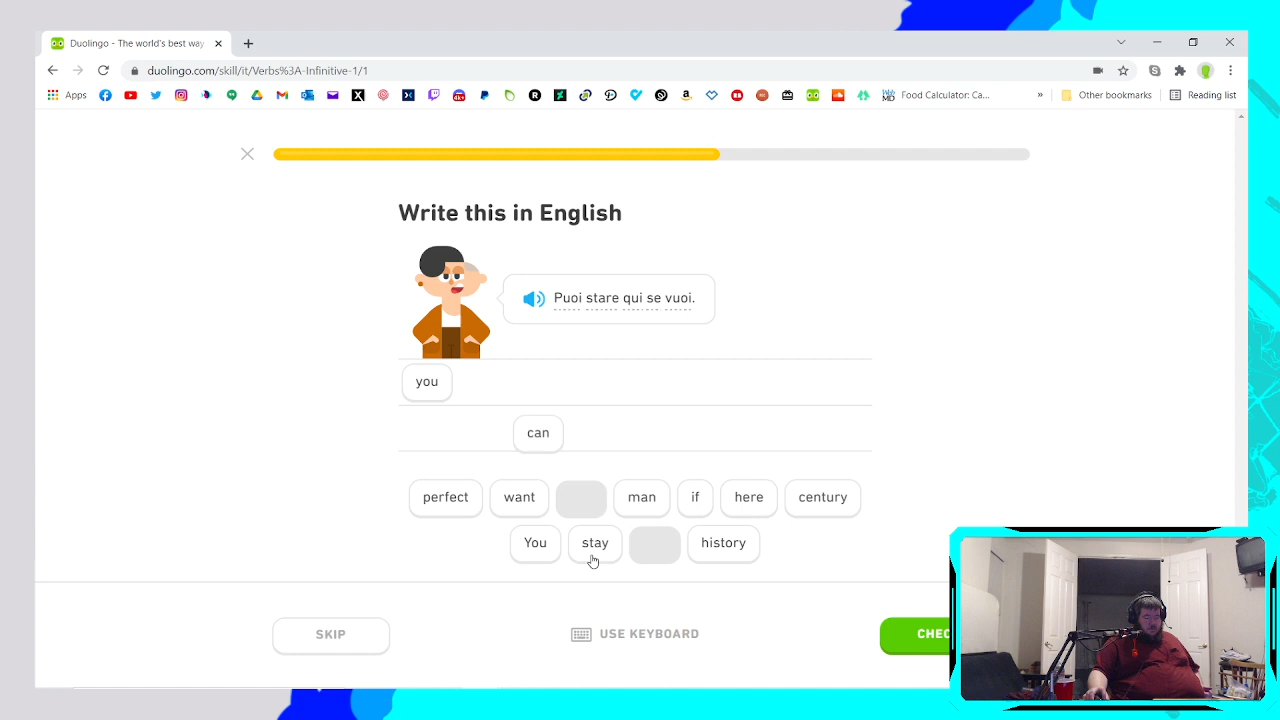 Duolingo - The world's best way
duolingo.com/skill/it/Verbs%3A-Infinitive-1/1
Apps
Food Calculator: Ca...
»
Other bookmarks
Reading list
Write this in English
Puoi stare qui se vuoi.
you
can
perfect want man if here century
You stay history
SKIP
USE KEYBOARD
CHEC